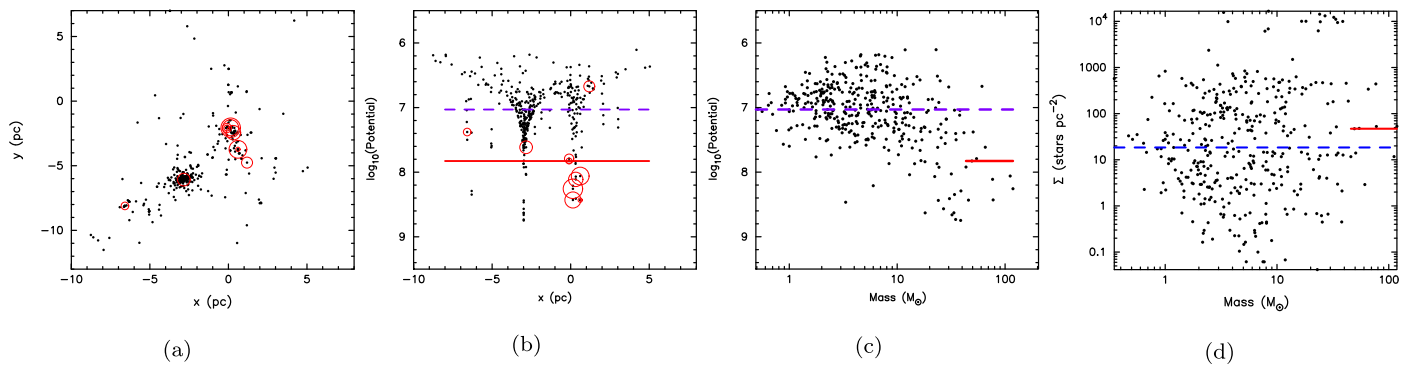 5
0
−5
−10
y (pc)
−10
−5
0
5
x (pc)
(a)
6
7
8
9
log₁₀(Potential)
−10
−5
0
5
x (pc)
(b)
6
7
8
9
log₁₀(Potential)
1
10
100
Mass (M⊙)
(c)
10⁴
1000
100
10
1
0.1
Σ (stars pc⁻²)
1
10
100
Mass (M⊙)
(d)